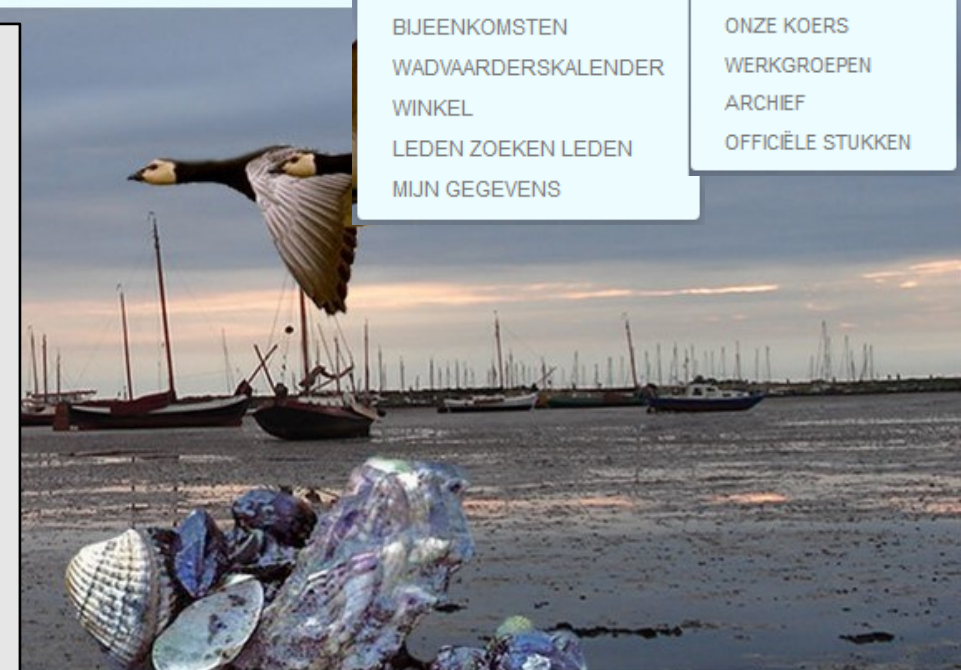 BIJEENKOMSTEN
WADVAARDERSKALENDER
WINKEL
LEDEN ZOEKEN LEDEN
MIJN GEGEVENS
ONZE KOERS
WERKGROEPEN
ARCHIEF
OFFICIËLE STUKKEN